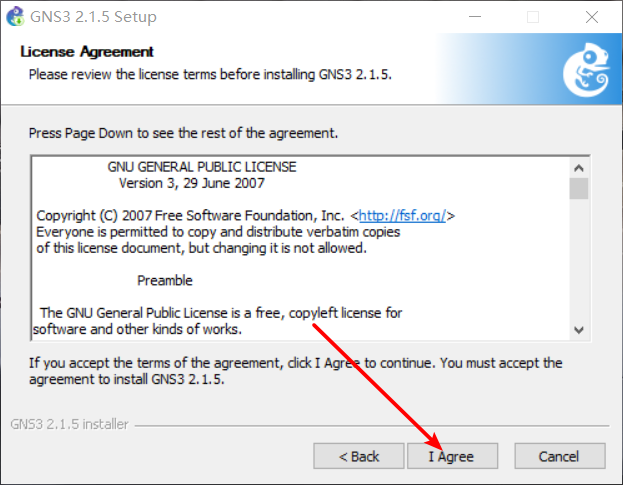 GNS3 2.1.5 Setup
License Agreement
Please review the license terms before installing GNS3 2.1.5.
Press Page Down to see the rest of the agreement.
GNU GENERAL PUBLIC LICENSE
Version 3, 29 June 2007
Copyright (C) 2007 Free Software Foundation, Inc. <http://fsf.org/>
Everyone is permitted to copy and distribute verbatim copies
of this license document, but changing it is not allowed.
Preamble
The GNU General Public License is a free, copyleft license for
software and other kinds of works.
If you accept the terms of the agreement, click I Agree to continue. You must accept the
agreement to install GNS3 2.1.5.
GNS3 2.1.5 installer
< Back I Agree Cancel